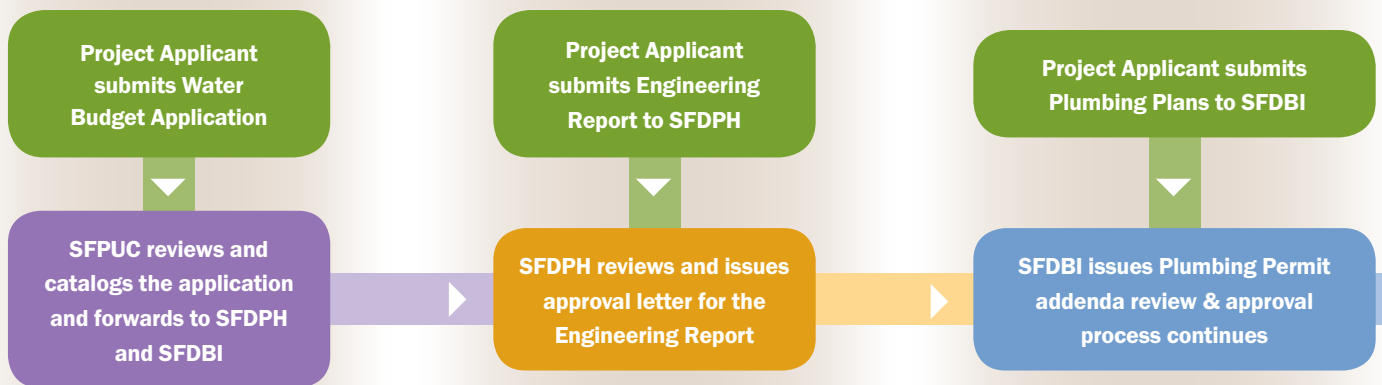 Project Applicant
submits Water
Budget Application
SFPUC reviews and
catalogs the application
and forwards to SFDPH
and SFDBI
Project Applicant
submits Engineering
Report to SFDPH
SFDPH reviews and issues
approval letter for the
Engineering Report
Project Applicant submits
Plumbing Plans to SFDBI
SFDBI issues Plumbing Permit
addenda review & approval
process continues